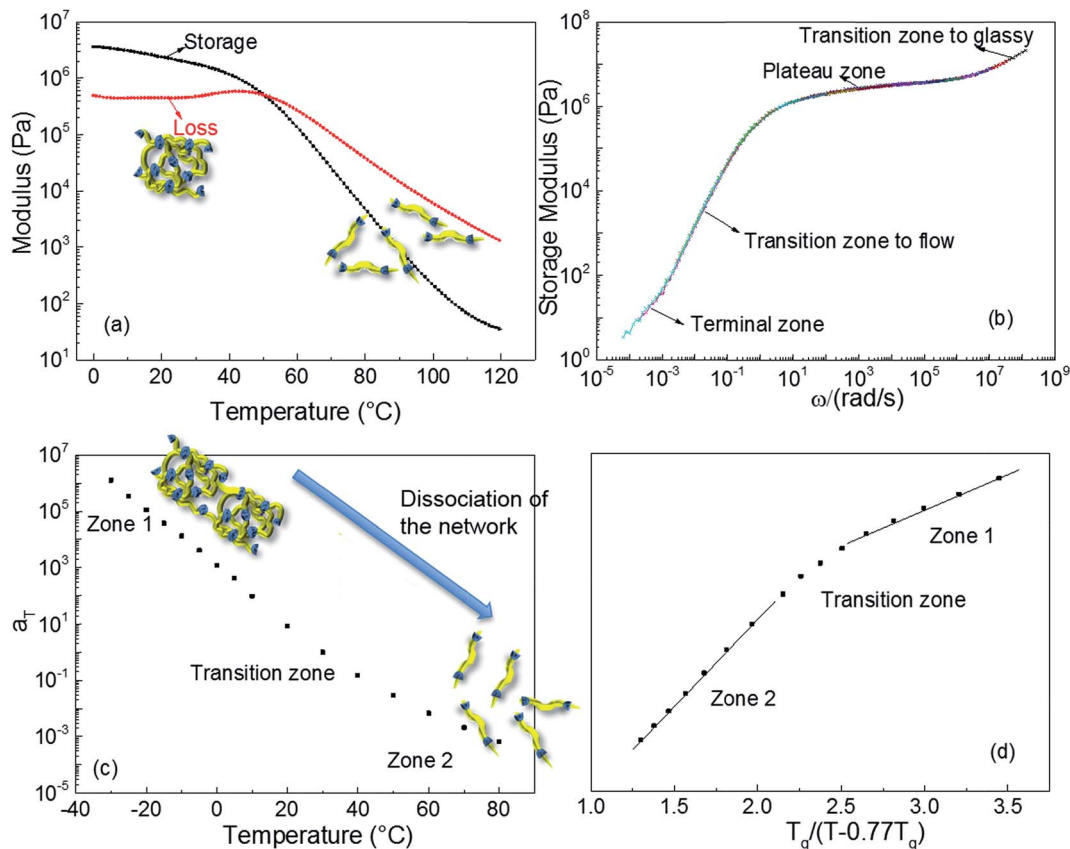 10⁷
10⁶
10⁵
10⁴
10³
10²
10¹
Modulus (Pa)
Storage
Loss
(a)
0 20 40 60 80 100 120
Temperature (°C)
10⁸
10⁶
10⁴
10²
10⁰
Storage Modulus (Pa)
Transition zone to glassy
Plateau zone
Transition zone to flow
Terminal zone
(b)
10⁻⁵ 10⁻³ 10⁻¹ 10¹ 10³ 10⁵ 10⁷ 10⁹
ω/(rad/s)
10⁷
10⁵
10³
10¹
10⁻¹
10⁻³
10⁻⁵
a_T
Zone 1
Dissociation of
the network
Transition zone
Zone 2
(c)
-40 -20 0 20 40 60 80
Temperature (°C)
Zone 1
Transition zone
Zone 2
(d)
1.0 1.5 2.0 2.5 3.0 3.5
T_g/(T-0.77T_g)